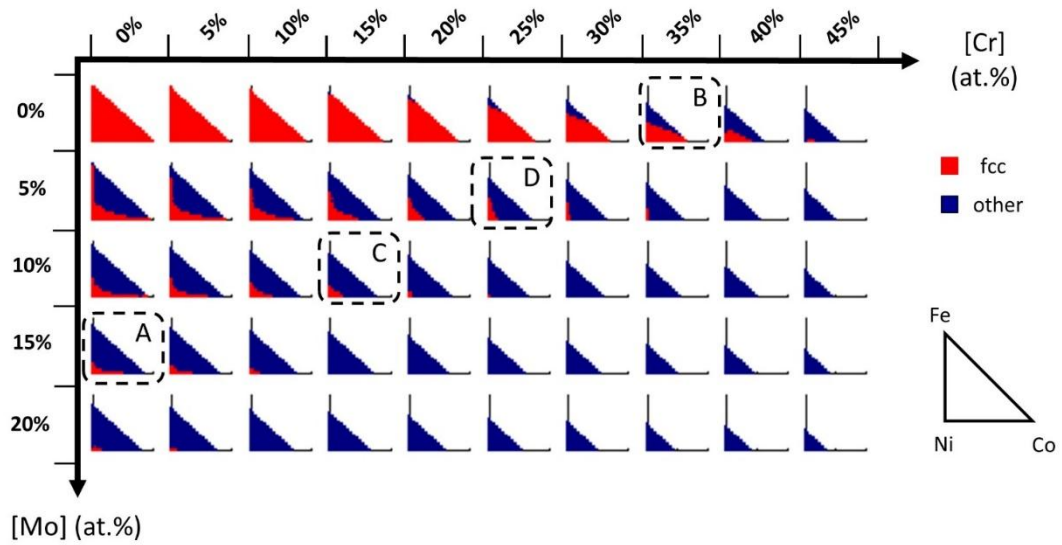 0% 5% 10% 15% 20% 25% 30% 35% 40% 45%
[Cr]
(at.%)
0%
B
fcc
other
5%
D
10%
C
15%
A
20%
Fe
Ni Co
[Mo] (at.%)